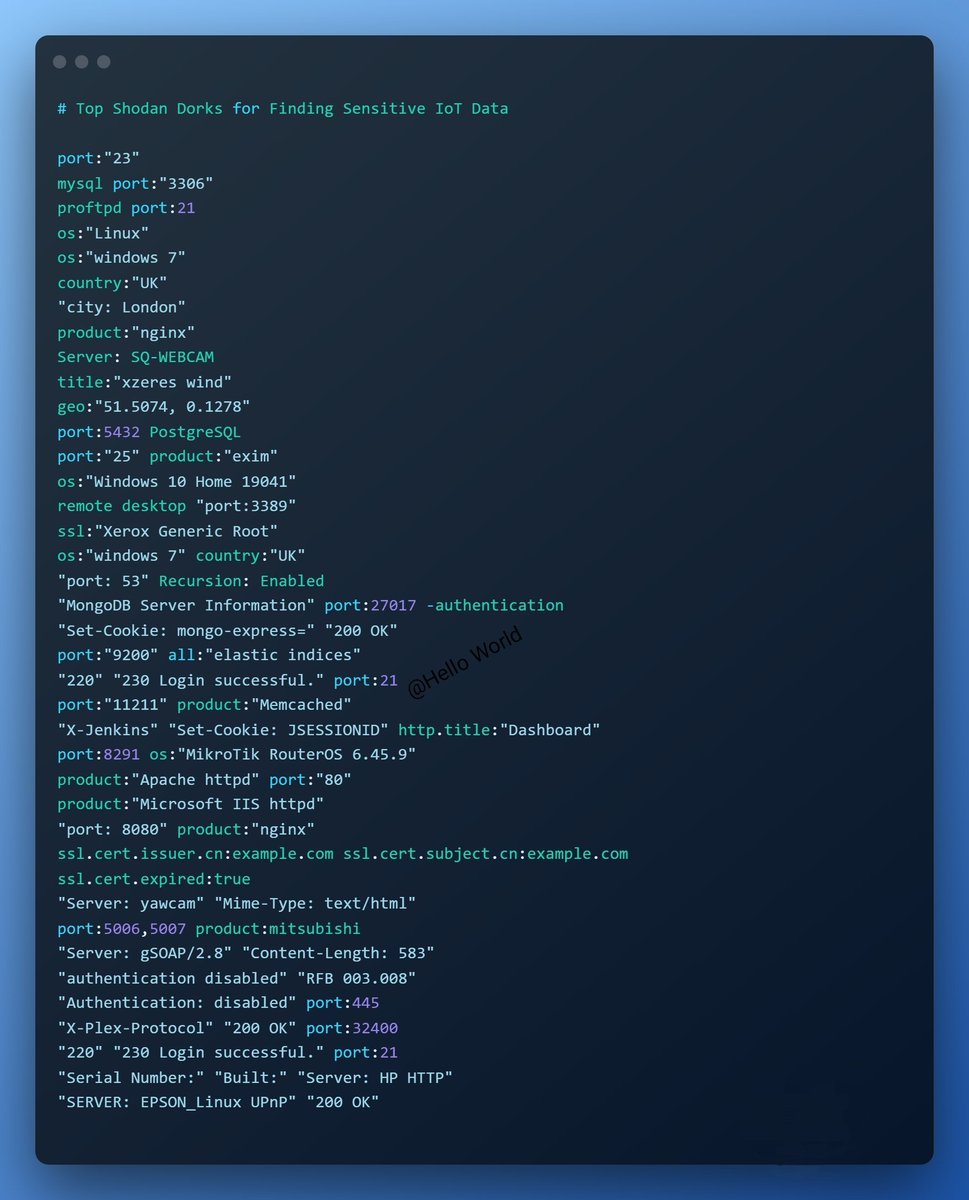 # Top Shodan Dorks for Finding Sensitive IoT Data
port:"23"
mysql port:"3306"
proftpd port:21
os:"Linux"
os:"windows 7"
country:"UK"
"city: London"
product:"nginx"
Server: SQ-WEBCAM
title:"xzeres wind"
geo:"51.5074, 0.1278"
port:5432 PostgreSQL
port:"25" product:"exim"
os:"Windows 10 Home 19041"
remote desktop "port:3389"
ssl:"Xerox Generic Root"
os:"windows 7" country:"UK"
"port: 53" Recursion: Enabled
"MongoDB Server Information" port:27017 -authentication
"Set-Cookie: mongo-express=" "200 OK"
port:"9200" all:"elastic indices"
"220" "230 Login successful." port:21
@Hello World
port:"11211" product:"Memcached"
"X-Jenkins" "Set-Cookie: JSESSIONID" http.title:"Dashboard"
port:8291 os:"MikroTik RouterOS 6.45.9"
product:"Apache httpd" port:"80"
product:"Microsoft IIS httpd"
"port: 8080" product:"nginx"
ssl.cert.issuer.cn:example.com ssl.cert.subject.cn:example.com
ssl.cert.expired:true
"Server: yawcam" "Mime-Type: text/html"
port:5006,5007 product:mitsubishi
"Server: gSOAP/2.8" "Content-Length: 583"
"authentication disabled" "RFB 003.008"
"Authentication: disabled" port:445
"X-Plex-Protocol" "200 OK" port:32400
"220" "230 Login successful." port:21
"Serial Number:" "Built:" "Server: HP HTTP"
"SERVER: EPSON_Linux UPnP" "200 OK"